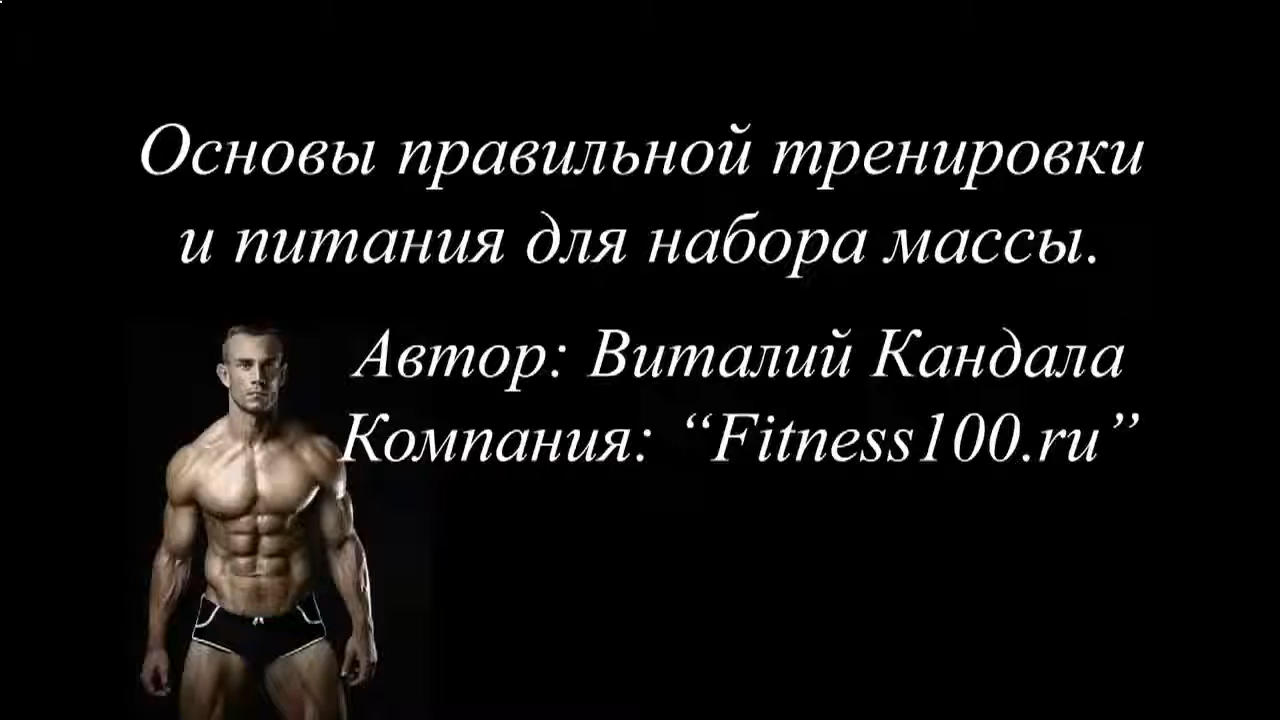 Основы правильной тренировки
и питания для набора массы.
Автор: Виталий Кандала
Компания: “Fitness100.ru”